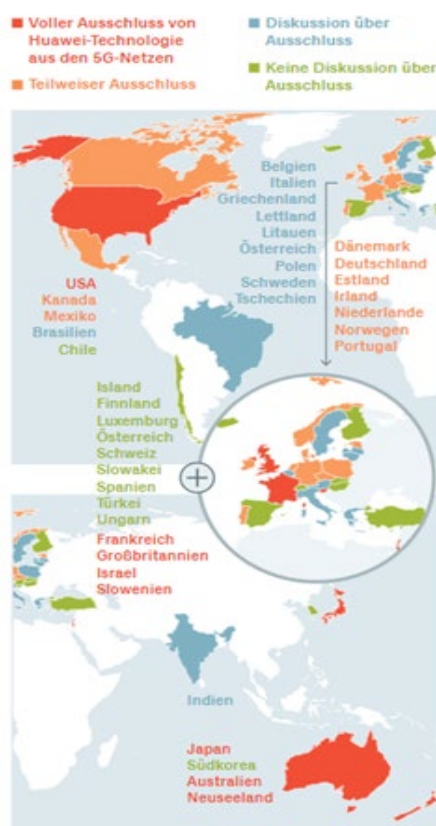 Voller Ausschluss von
Huawei-Technologie
aus den 5G-Netzen
Teilweiser Ausschluss
Diskussion über
Ausschluss
Keine Diskussion über
Ausschluss
Belgien
Italien
Griechenland
Lettland
Litauen
Österreich
Polen
Schweden
Tschechien
Dänemark
Deutschland
Estland
Irland
Niederlande
Norwegen
Portugal
USA
Kanada
Mexiko
Brasilien
Chile
Island
Finnland
Luxemburg
Österreich
Schweiz
Slowakei
Spanien
Türkei
Ungarn
Frankreich
Großbritannien
Israel
Slowenien
Indien
Japan
Südkorea
Australien
Neuseeland